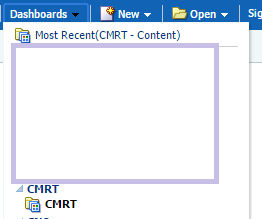 Dashboards New Open
Most Recent(CMRT - Content)
CMRT
CMRT